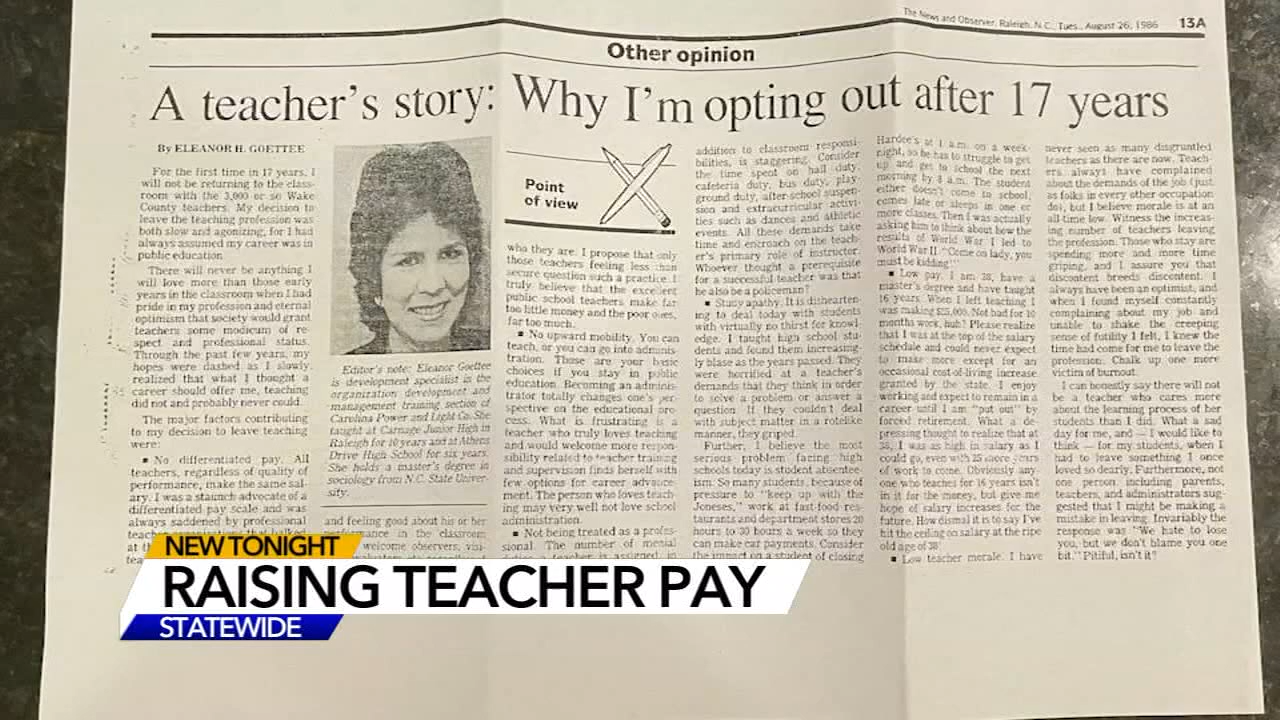 The News and Observer, Raleigh, N.C., Tues., August 26, 1986 13A
Other opinion
A teacher's story: Why I'm opting out after 17 years
By ELEANOR H. GOETTEE
For the first time in 17 years, I
will not be returning to the class-
room with the 3,000 or so Wake
County teachers. My decision to
leave the teaching profession was
both slow and agonizing, for I had
always assumed my career was in
public education.
There will never be anything I
will love more than those early
years in the classroom when I had
pride in my profession and eternal
optimism that society would grant
teachers some modicum of re-
spect and professional status.
Through the past few years, my
hopes were dashed as I slowly
realized that what I thought a
career should offer me, teaching
did not and probably never could.
The major factors contributing
to my decision to leave teaching
were:
■ No differentiated pay. All
teachers, regardless of quality of
performance, make the same sal-
ary. I was a staunch advocate of a
differentiated pay scale and was
always saddened by professional
teacher organizations that balked
at th
tea
Editor's note: Eleanor Goettee
is development specialist in the
organization development and
management training section of
Carolina Power and Light Co. She
taught at Carnage Junior High in
Raleigh for 10 years and at Athens
Drive High School for six years.
She holds a master's degree in
sociology from N.C. State Univer-
sity.
and feeling good about his or her
performance in the classroom
welcome observers, visi-
Point
of view
who they are. I propose that only
those teachers feeling less than
secure question such a practice. I
truly believe that the excellent
public school teachers make far
too little money and the poor ones,
far too much.
■ No upward mobility. You can
teach, or you can go into adminis-
tration. Those are your basic
choices if you stay in public
education. Becoming an adminis-
trator totally changes one's per-
spective on the educational pro-
cess. What is frustrating is a
teacher who truly loves teaching
and would welcome more respon-
sibility related to teacher training
and supervision finds herself with
few options for career advance-
ment. The person who loves teach-
ing may very well not love school
administration.
■ Not being treated as a profes-
sional. The number of menial
addition to classroom responsi-
bilities, is staggering. Consider
the time spent on hall duty,
cafeteria duty, bus duty, play-
ground duty, after-school suspen-
sion and extracurricular activi-
ties such as dances and athletic
events. All these demands take
time and encroach on the teach-
er's primary role of instructor.
Whoever thought a prerequisite
for a successful teacher was that
he also be a policeman?
■ Study apathy. It is dishearten-
ing to deal today with students
with virtually no thirst for knowl-
edge. I taught high school stu-
dents and found them increasing-
ly blase as the years passed. They
were horrified at a teacher's
demands that they think in order
to solve a problem or answer a
question. If they couldn't deal
with subject matter in a rotelike
manner, they griped.
Further, I believe the most
serious problem facing high
schools today is student absentee-
ism. So many students, because of
pressure to "keep up with the
Joneses," work at fast-food res-
taurants and department stores 20
hours to 30 hours a week so they
can make car payments. Consider
the impact on a student of closing
Hardee's at 1 a.m. on a week-
night, so he has to struggle to get
up and get to school the next
morning by 8 a.m. The student
either doesn't come to school,
comes late or sleeps in one or
more classes. Then I was actually
asking him to think about how the
results of World War I led to
World War II. "Come on lady, you
must be kidding!"
■ Low pay. I am 38, have a
master's degree and have taught
16 years. When I left teaching I
was making $25,000. Not bad for 10
months work, huh? Please realize
that I was at the top of the salary
schedule and could never expect
to make more except for an
occasional cost-of-living increase
granted by the state. I enjoy
working and expect to remain in a
career until I am "put out" by
forced retirement. What a de-
pressing thought to realize that at
38, I was as high in salary as I
could go, even with 25 more years
of work to come. Obviously any-
one who teaches for 16 years isn't
in it for the money, but give me
hope of salary increases for the
future. How dismal it is to say I've
hit the ceiling on salary at the ripe
old age of 38.
■ Low teacher morale. I have
never seen as many disgruntled
teachers as there are now. Teach-
ers always have complained
about the demands of the job (just
as folks in every other occupation
do), but I believe morale is at an
all-time low. Witness the increas-
ing number of teachers leaving
the profession. Those who stay are
spending more and more time
griping, and I assure you that
discontent breeds discontent. I
always have been an optimist, and
when I found myself constantly
complaining about my job and
unable to shake the creeping
sense of futility I felt, I knew the
time had come for me to leave the
profession. Chalk up one more
victim of burnout.
I can honestly say there will not
be a teacher who cares more
about the learning process of her
students than I did. What a sad
day for me, and — I would like to
think — for my students, when I
had to leave something I once
loved so dearly. Furthermore, not
one person, including parents,
teachers, and administrators sug-
gested that I might be making a
mistake in leaving. Invariably the
response was "We hate to lose
you, but we don't blame you one
bit." Pitiful, isn't it?
NEW TONIGHT
RAISING TEACHER PAY
STATEWIDE